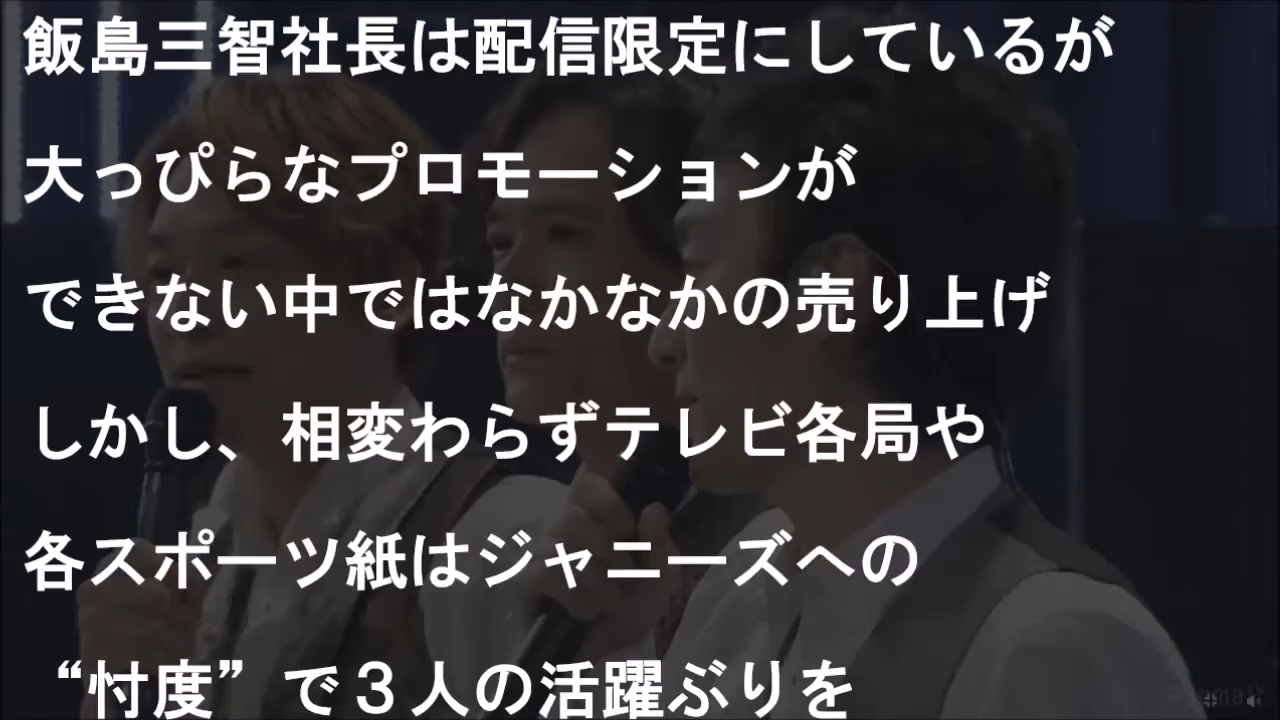 飯島三智社長は配信限定にしているが
大っぴらなプロモーションが
できない中ではなかなかの売り上げ
しかし、相変わらずテレビ各局や
各スポーツ紙はジャニーズへの
“忖度”で３人の活躍ぶりを